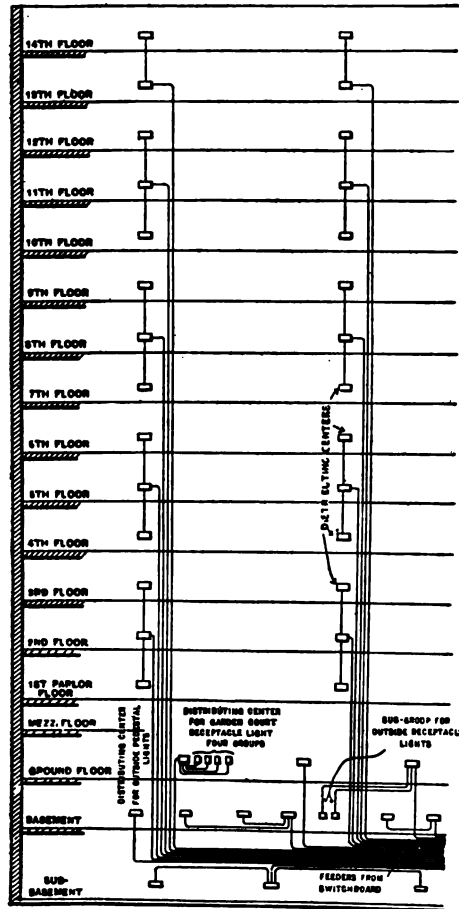 14TH FLOOR
13TH FLOOR
12TH FLOOR
11TH FLOOR
10TH FLOOR
9TH FLOOR
8TH FLOOR
7TH FLOOR
6TH FLOOR
5TH FLOOR
4TH FLOOR
3RD FLOOR
2ND FLOOR
1ST PARLOR
FLOOR
MEZZ. FLOOR
GROUND FLOOR
BASEMENT
SUB-
BASEMENT
CENTERS
DISTRIBUTING CENTER
FOR OUTSIDE PEDESTAL
LIGHTS
DISTRIBUTING CENTER
FOR GARDEN COURT
RECEPTACLE LIGHT
FOUR GROUPS
SUB-GROUP FOR
OUTSIDE RECEPTACLE
LIGHTS
FEEDERS FROM
SWITCHBOARD